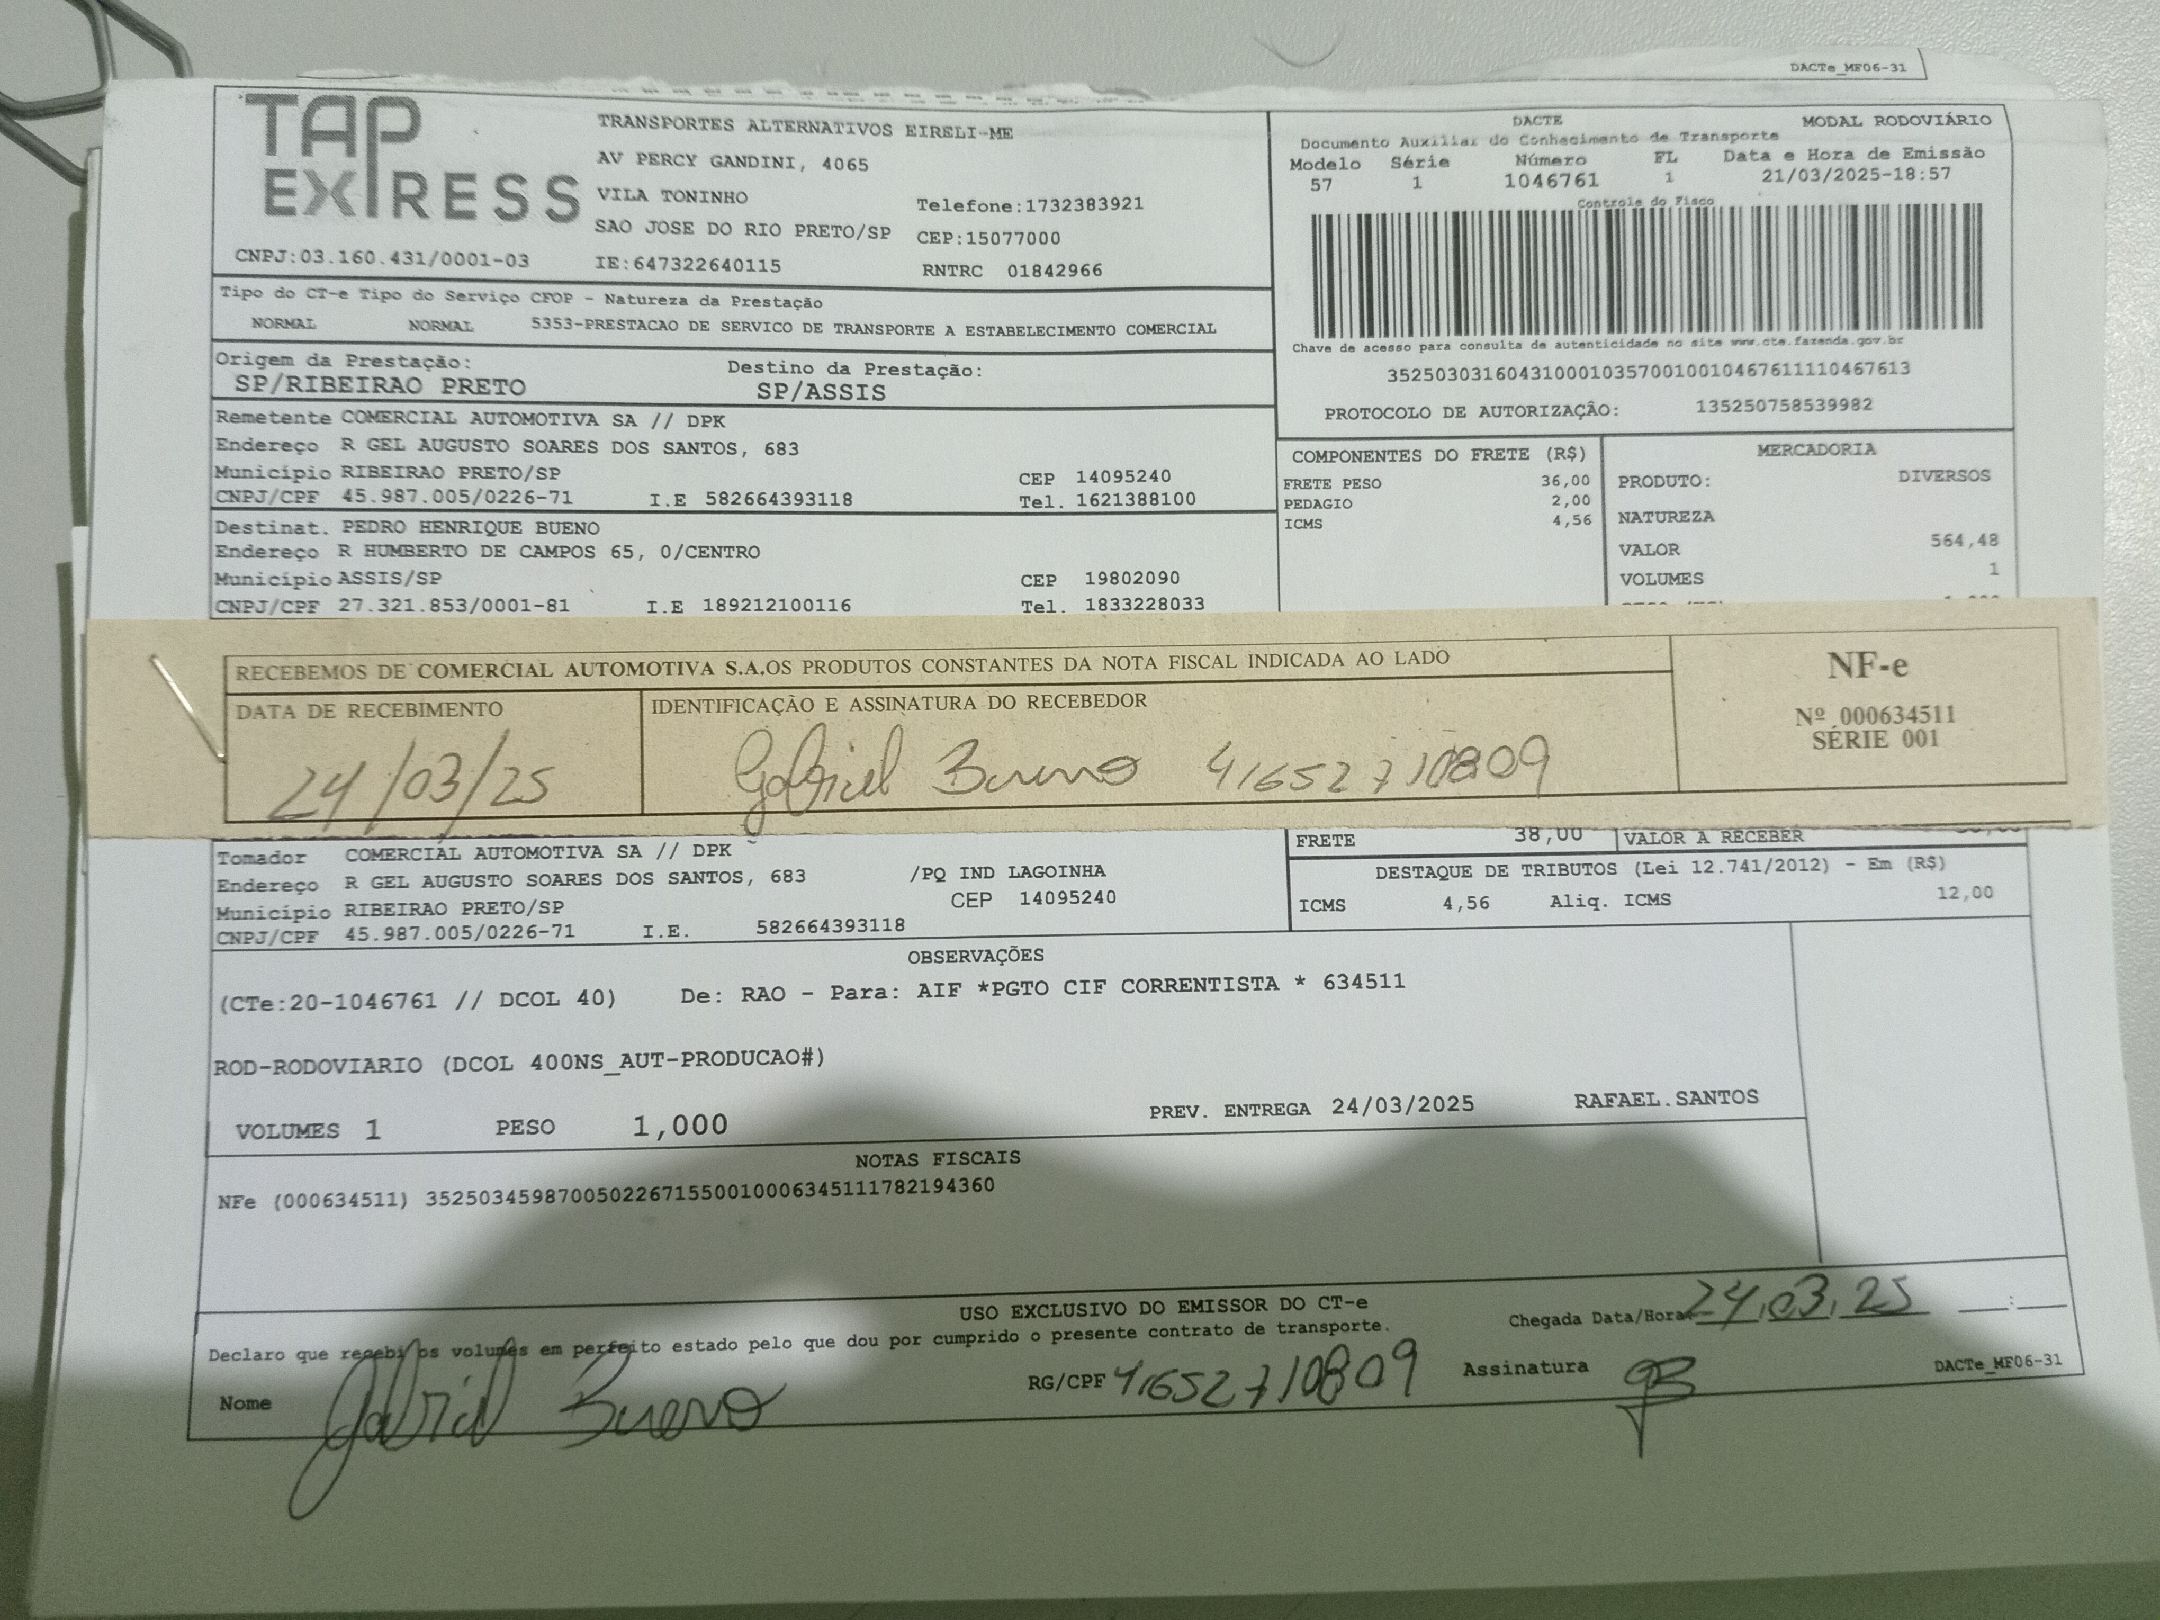 DACTe_MF06-31
TAP EXPRESS
TRANSPORTES ALTERNATIVOS EIRELI-ME
AV PERCY GANDINI, 4065
VILA TONINHO Telefone:1732383921
SAO JOSE DO RIO PRETO/SP CEP:15077000
CNPJ:03.160.431/0001-03 IE:647322640115 RNTRC 01842966
DACTE MODAL RODOVIÁRIO
Documento Auxiliar do Conhecimento de Transporte
Modelo Série Número FL Data e Hora de Emissão
57 1 1046761 1 21/03/2025-18:57
Controle do Fisco
Chave de acesso para consulta de autenticidade no site www.cte.fazenda.gov.br
35250303160431000103570010010467611110467613
PROTOCOLO DE AUTORIZAÇÃO: 135250758539982
Tipo do CT-e Tipo do Serviço CFOP - Natureza da Prestação
NORMAL NORMAL 5353-PRESTACAO DE SERVICO DE TRANSPORTE A ESTABELECIMENTO COMERCIAL
Origem da Prestação: Destino da Prestação:
SP/RIBEIRAO PRETO SP/ASSIS
Remetente COMERCIAL AUTOMOTIVA SA // DPK
Endereço R GEL AUGUSTO SOARES DOS SANTOS, 683
Município RIBEIRAO PRETO/SP CEP 14095240
CNPJ/CPF 45.987.005/0226-71 I.E 582664393118 Tel. 1621388100
Destinat. PEDRO HENRIQUE BUENO
Endereço R HUMBERTO DE CAMPOS 65, 0/CENTRO
Município ASSIS/SP CEP 19802090
CNPJ/CPF 27.321.853/0001-81 I.E 189212100116 Tel. 1833228033
COMPONENTES DO FRETE (R$)
FRETE PESO 36,00
PEDAGIO 2,00
ICMS 4,56
MERCADORIA
PRODUTO: DIVERSOS
NATUREZA
VALOR 564,48
VOLUMES 1
RECEBEMOS DE COMERCIAL AUTOMOTIVA S.A.OS PRODUTOS CONSTANTES DA NOTA FISCAL INDICADA AO LADO
DATA DE RECEBIMENTO IDENTIFICAÇÃO E ASSINATURA DO RECEBEDOR
24/03/25 Gabriel Bueno 41652710809
NF-e
Nº 000634511
SÉRIE 001
FRETE 38,00 VALOR A RECEBER
Tomador COMERCIAL AUTOMOTIVA SA // DPK
Endereço R GEL AUGUSTO SOARES DOS SANTOS, 683 /PQ IND LAGOINHA
Município RIBEIRAO PRETO/SP CEP 14095240
CNPJ/CPF 45.987.005/0226-71 I.E. 582664393118
DESTAQUE DE TRIBUTOS (Lei 12.741/2012) - Em (R$)
ICMS 4,56 Aliq. ICMS 12,00
OBSERVAÇÕES
(CTe:20-1046761 // DCOL 40) De: RAO - Para: AIF *PGTO CIF CORRENTISTA * 634511
ROD-RODOVIARIO (DCOL 400NS_AUT-PRODUCAO#)
VOLUMES 1 PESO 1,000 PREV. ENTREGA 24/03/2025 RAFAEL.SANTOS
NOTAS FISCAIS
NFe (000634511) 35250345987005022671550010006345111782194360
USO EXCLUSIVO DO EMISSOR DO CT-e
Declaro que recebi os volumes em perfeito estado pelo que dou por cumprido o presente contrato de transporte.
Chegada Data/Hora 24,03,25 __:__
Nome Gabriel Bueno RG/CPF 41652710809 Assinatura GB
DACTe_MF06-31